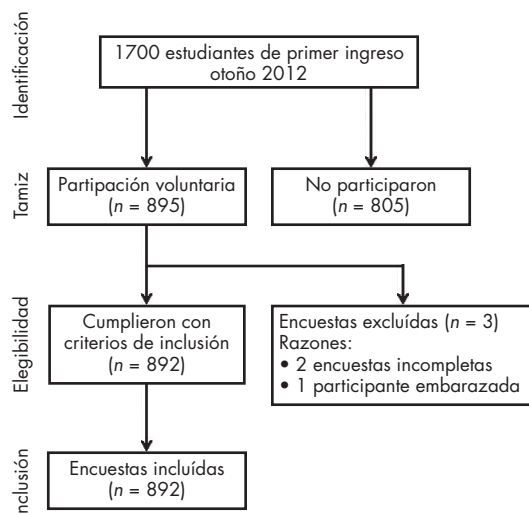 Identificación
1700 estudiantes de primer ingreso
otoño 2012
Tamiz
Partipación voluntaria
(n = 895)
No participaron
(n = 805)
Elegibilidad
Cumplieron con
criterios de inclusión
(n = 892)
Encuestas excluídas (n = 3)
Razones:
• 2 encuestas incompletas
• 1 participante embarazada
nclusión
Encuestas incluídas
(n = 892)